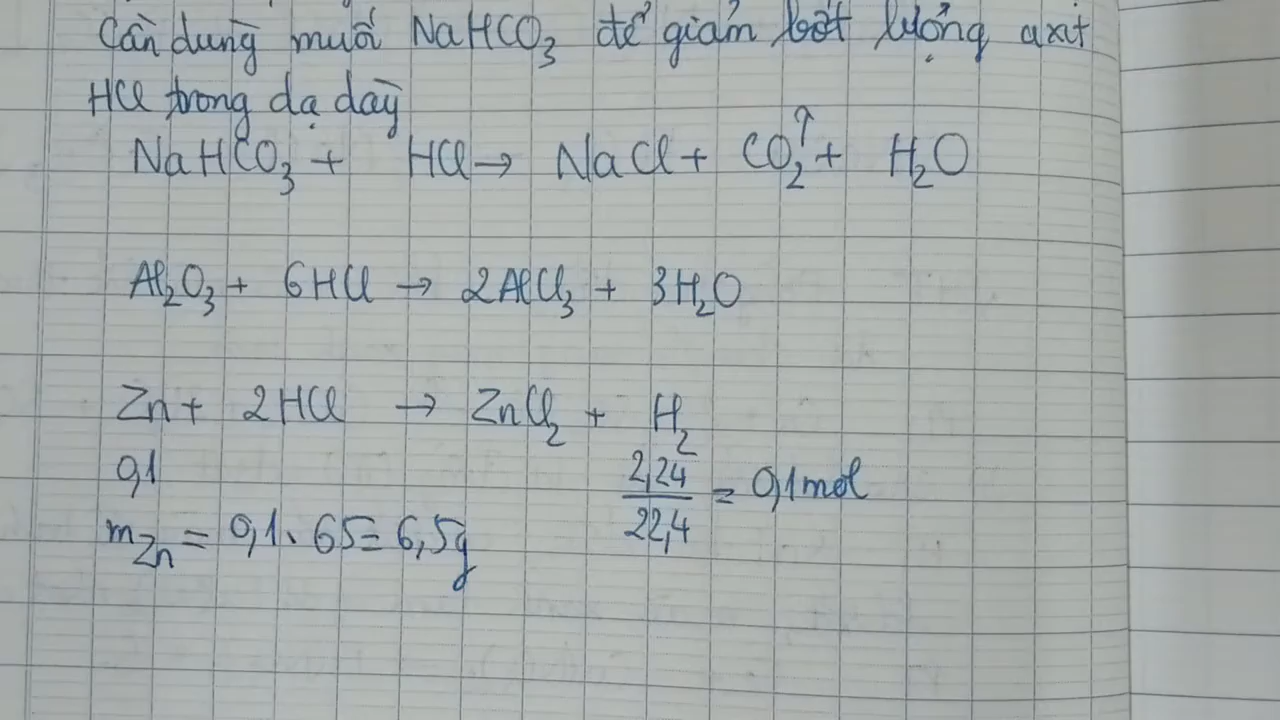 Cần dùng muối NaHCO₃ để giảm bớt lượng axit
HCl trong dạ dày
NaHCO₃ + HCl → NaCl + CO₂↑ + H₂O
Al₂O₃ + 6HCl → 2AlCl₃ + 3H₂O
Zn + 2HCl → ZnCl₂ + H₂
0,1 2,24/22,4 = 0,1mol
mZn = 0,1 . 65 = 6,5g